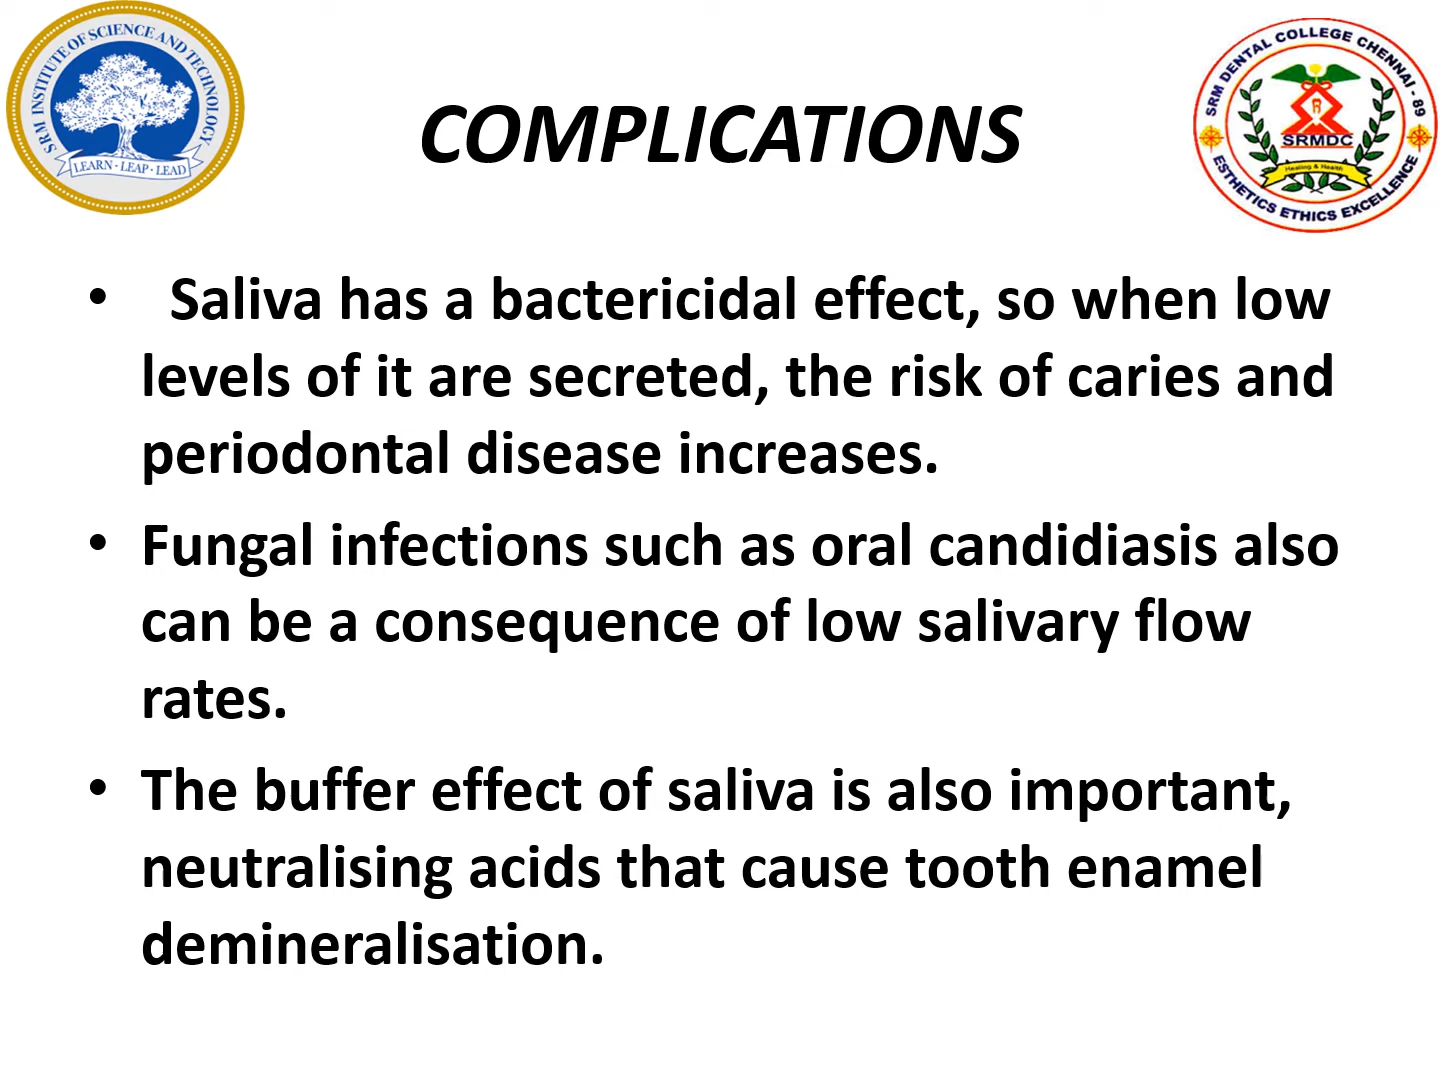 SRM INSTITUTE OF SCIENCE AND TECHNOLOGY
LEARN · LEAP · LEAD
COMPLICATIONS
SRM DENTAL COLLEGE CHENNAI - 89
SRMDC
Healing & Health
ESTHETICS ETHICS EXCELLENCE
• Saliva has a bactericidal effect, so when low
levels of it are secreted, the risk of caries and
periodontal disease increases.
• Fungal infections such as oral candidiasis also
can be a consequence of low salivary flow
rates.
• The buffer effect of saliva is also important,
neutralising acids that cause tooth enamel
demineralisation.